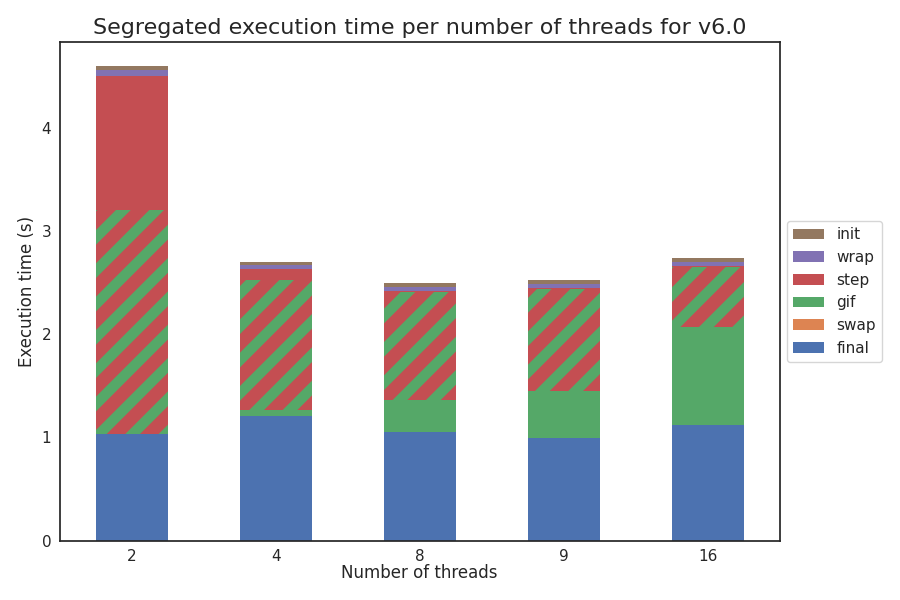 Segregated execution time per number of threads for v6.0
Execution time (s)
4
3
2
1
0
2 4 8 9 16
Number of threads
init
wrap
step
gif
swap
final